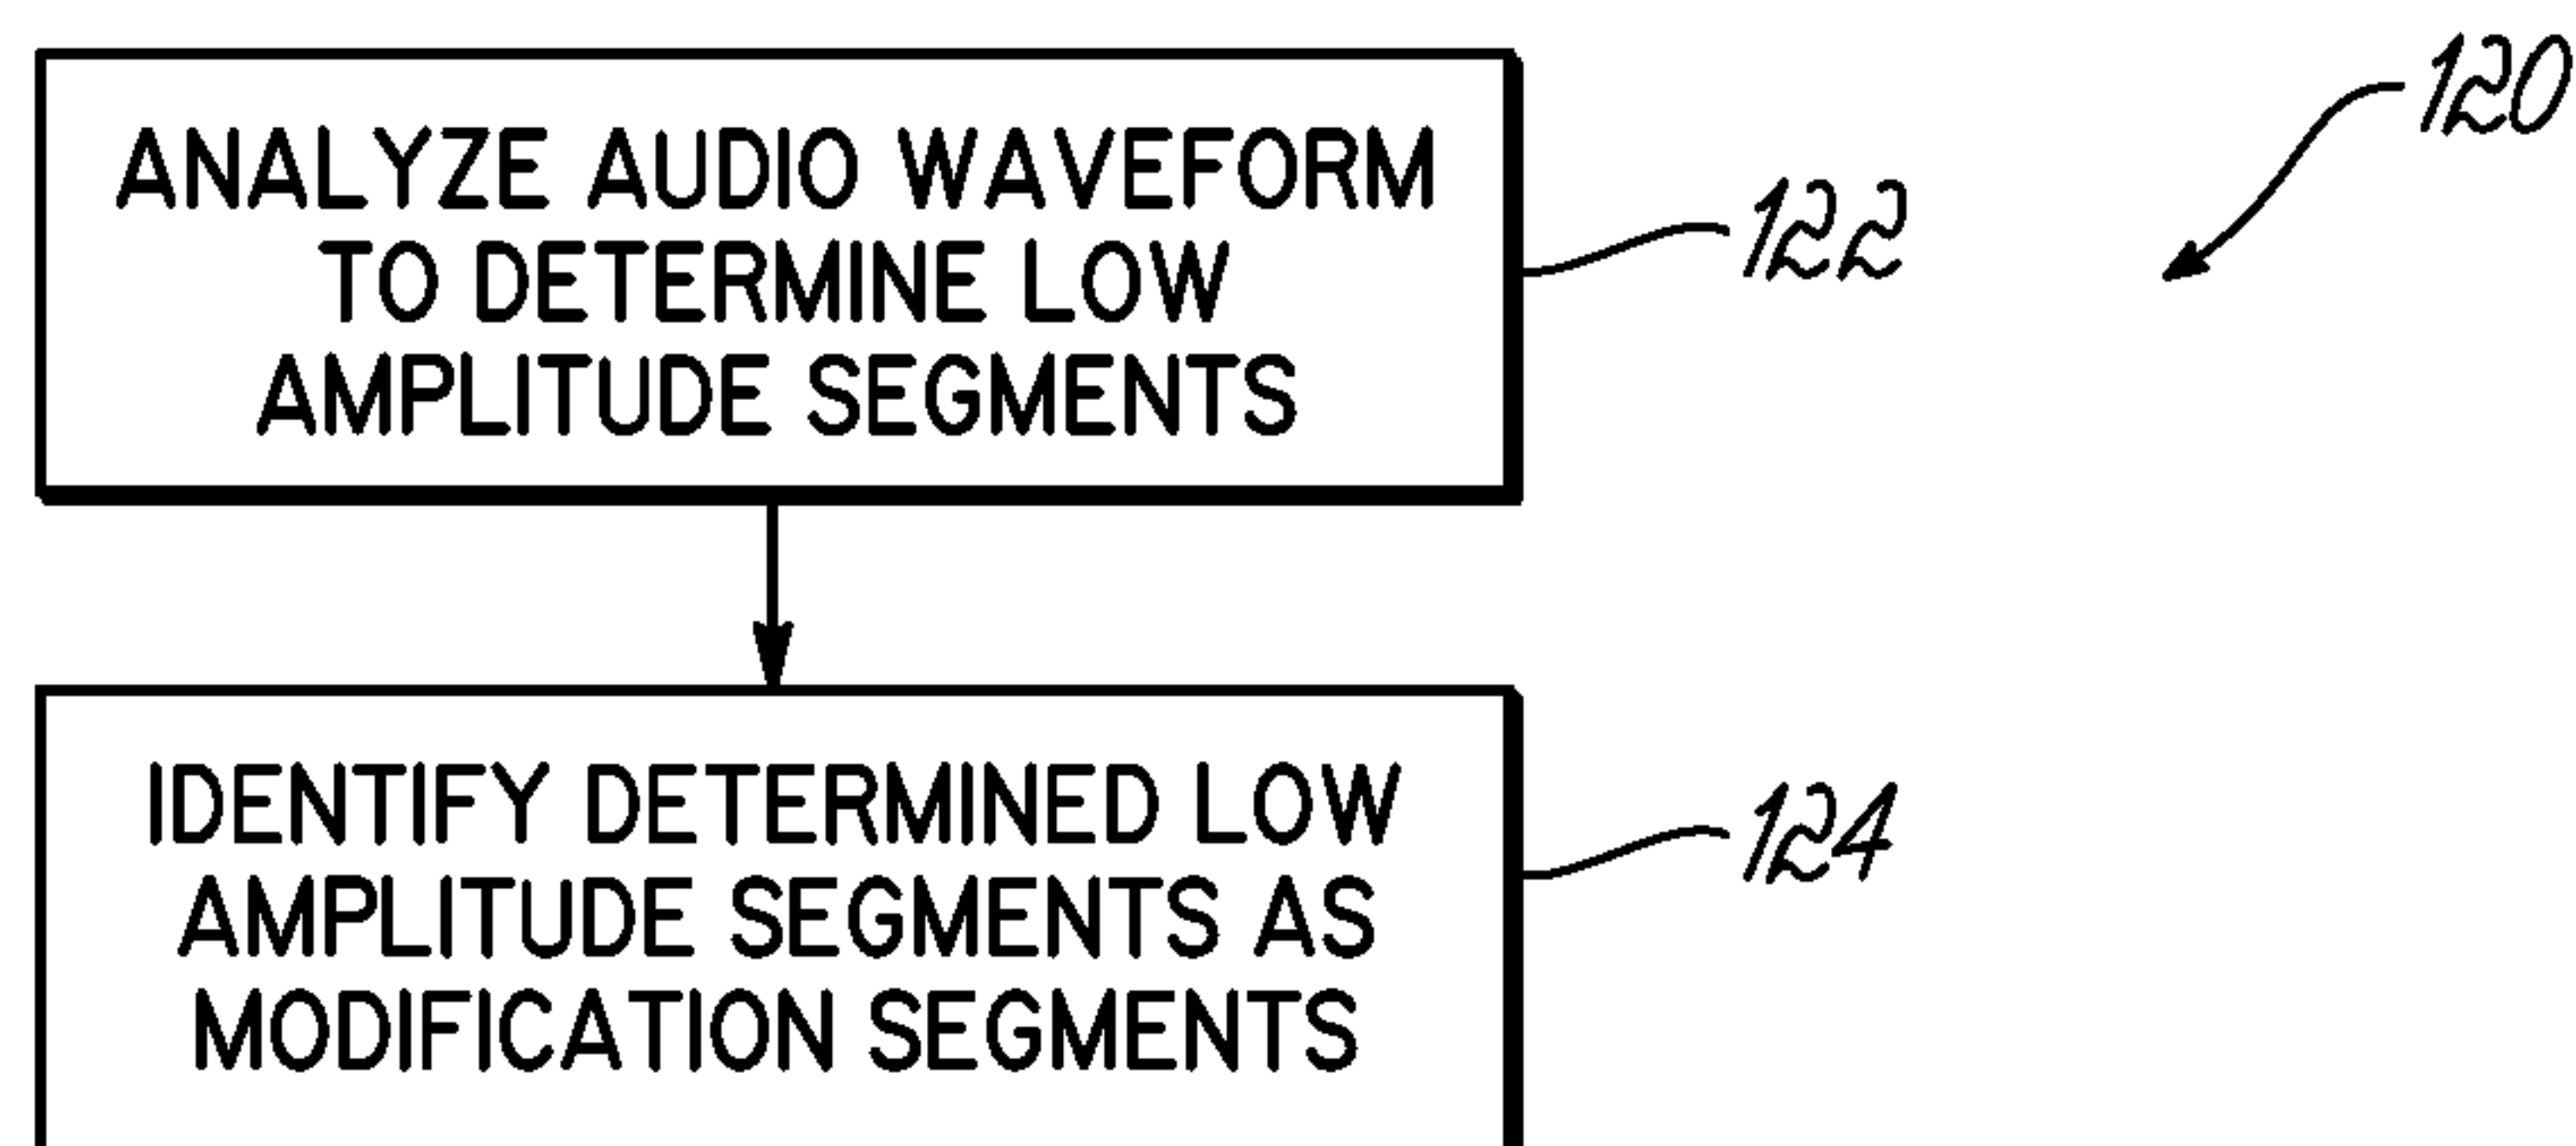 120
ANALYZE AUDIO WAVEFORM
TO DETERMINE LOW
AMPLITUDE SEGMENTS
122
IDENTIFY DETERMINED LOW
AMPLITUDE SEGMENTS AS
MODIFICATION SEGMENTS
124